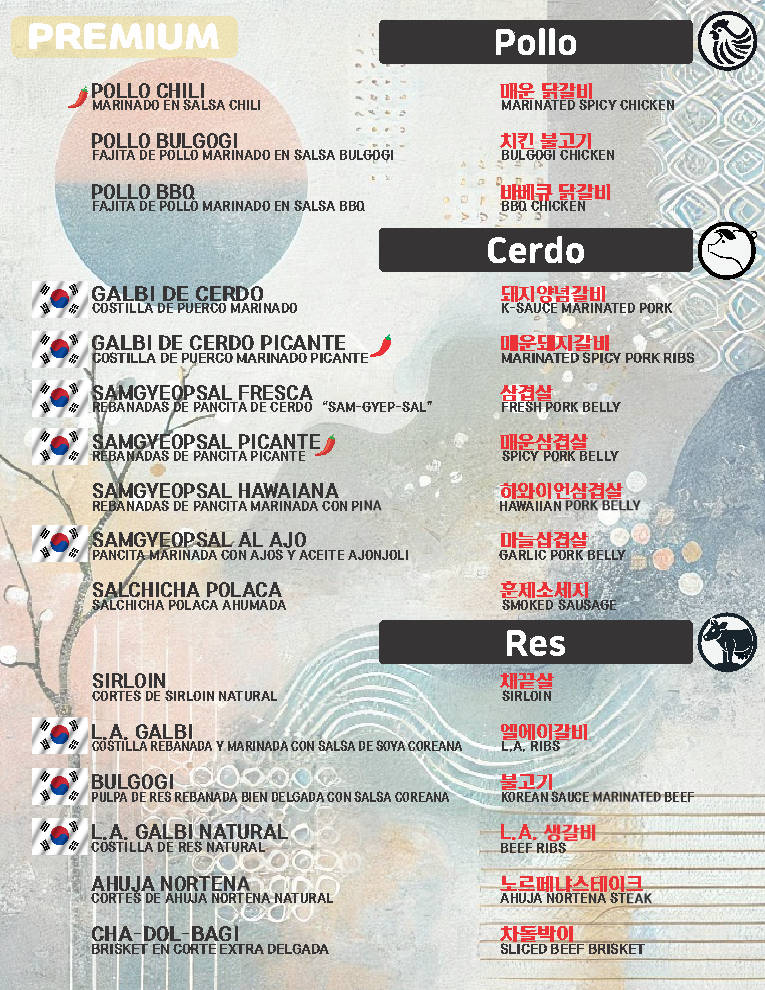 PREMIUM
Pollo
POLLO CHILI
MARINADO EN SALSA CHILI
매운 닭갈비
MARINATED SPICY CHICKEN
POLLO BULGOGI
FAJITA DE POLLO MARINADO EN SALSA BULGOGI
치킨 불고기
BULGOGI CHICKEN
POLLO BBQ
FAJITA DE POLLO MARINADO EN SALSA BBQ
바베큐 닭갈비
BBQ CHICKEN
Cerdo
GALBI DE CERDO
COSTILLA DE PUERCO MARINADO
돼지양념갈비
K-SAUCE MARINATED PORK
GALBI DE CERDO PICANTE
COSTILLA DE PUERCO MARINADO PICANTE
매운돼지갈비
MARINATED SPICY PORK RIBS
SAMGYEOPSAL FRESCA
REBANADAS DE PANCITA DE CERDO "SAM-GYEP-SAL"
삼겹살
FRESH PORK BELLY
SAMGYEOPSAL PICANTE
REBANADAS DE PANCITA PICANTE
매운삼겹살
SPICY PORK BELLY
SAMGYEOPSAL HAWAIANA
REBANADAS DE PANCITA MARINADA CON PINA
하와이언삼겹살
HAWAIIAN PORK BELLY
SAMGYEOPSAL AL AJO
PANCITA MARINADA CON AJOS Y ACEITE AJONJOLI
마늘삼겹살
GARLIC PORK BELLY
SALCHICHA POLACA
SALCHICHA POLACA AHUMADA
훈제소세지
SMOKED SAUSAGE
Res
SIRLOIN
CORTES DE SIRLOIN NATURAL
채끝살
SIRLOIN
L.A. GALBI
COSTILLA REBANADA Y MARINADA CON SALSA DE SOYA COREANA
엘에이갈비
L.A. RIBS
BULGOGI
PULPA DE RES REBANADA BIEN DELGADA CON SALSA COREANA
불고기
KOREAN SAUCE MARINATED BEEF
L.A. GALBI NATURAL
COSTILLA DE RES NATURAL
L.A. 생갈비
BEEF RIBS
AHUJA NORTENA
CORTES DE AHUJA NORTENA NATURAL
노르떼냐스테이크
AHUJA NORTENA STEAK
CHA-DOL-BAGI
BRISKET EN CORTE EXTRA DELGADA
차돌박이
SLICED BEEF BRISKET